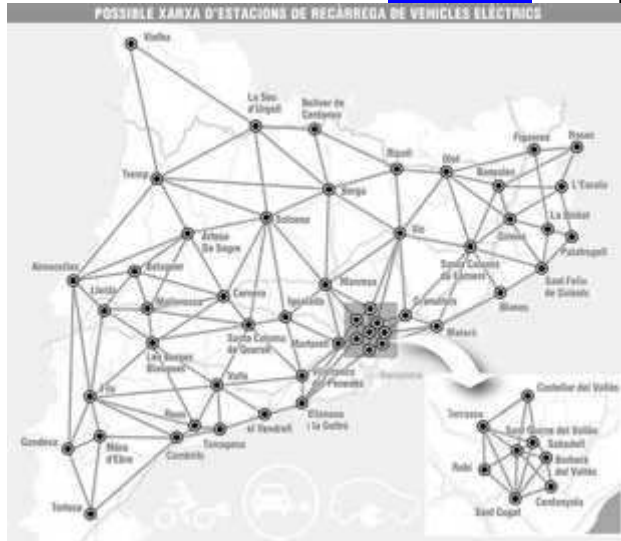 POSSIBLE XARXA D'ESTACIONS DE RECÀRREGA DE VEHICLES ELÈCTRICS
Vielha
La Seu
d'Urgell
Bellver de
Cerdanya
Ripoll
Olot
Figueres
Roses
Banyoles
L'Escala
Tremp
Berga
Solsona
Vic
Girona
La Bisbal
Palafrugell
Artesa
De Segre
Santa Coloma
de Farners
Sant Feliu
de Guíxols
Almacelles
Balaguer
Manresa
Lleida
Mollerussa
Cervera
Igualada
Granollers
Blanes
Mataró
Santa Coloma
de Queralt
Martorell
Les Borges
Blanques
Valls
Vilafranca
del Penedès
Castellar del Vallès
Flix
Reus
Vilanova
i la Geltrú
Terrassa
Sant Quirze del Vallès
Sabadell
el Vendrell
Gandesa
Móra
d'Ebre
Tarragona
Cambrils
Barberà
del Vallès
Rubí
Cerdanyola
Sant Cugat
Tortosa